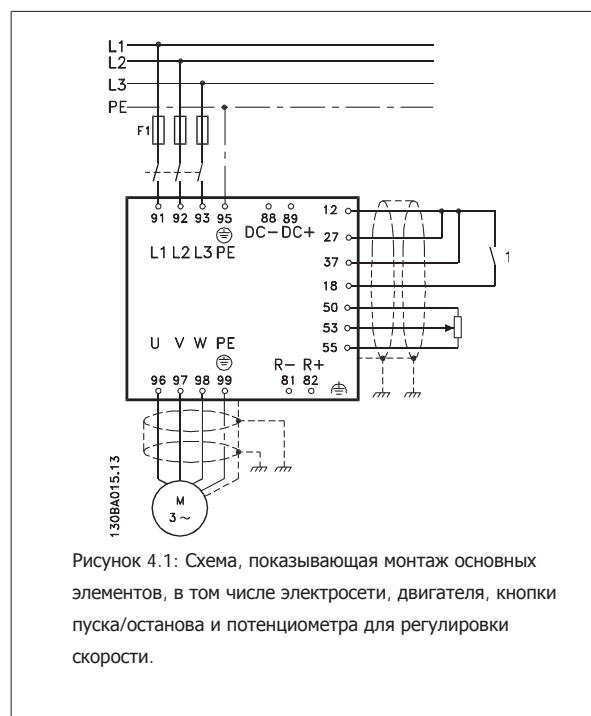 L1
L2
L3
PE
F1
91 92 93 95 88 89 12
DC- DC+
27
L1 L2 L3 PE
37
1
18
50
U V W PE
53
55
R- R+
96 97 98 99 81 82
130BA015.13
M
3 ~
Рисунок 4.1: Схема, показывающая монтаж основных
элементов, в том числе электросети, двигателя, кнопки
пуска/останова и потенциометра для регулировки
скорости.